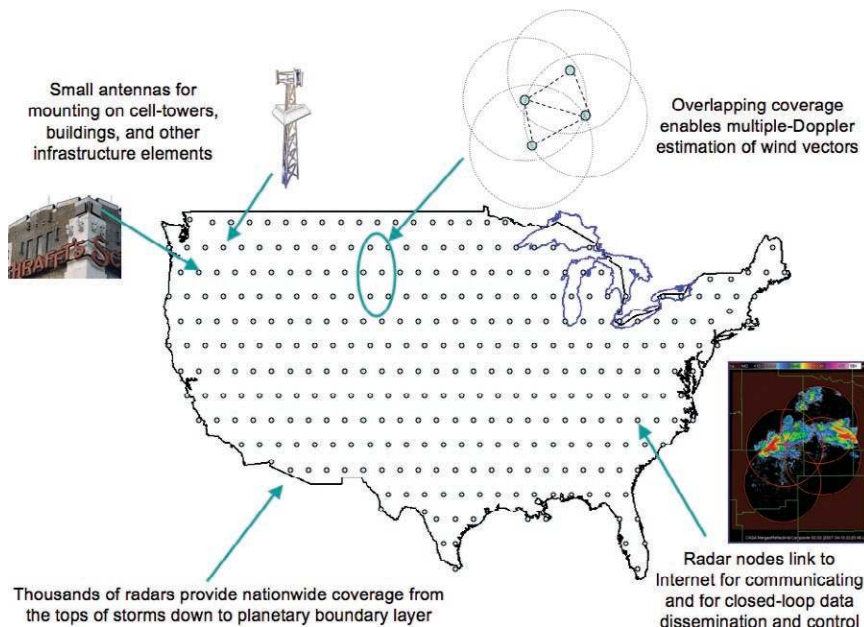 Small antennas for
mounting on cell-towers,
buildings, and other
infrastructure elements
Overlapping coverage
enables multiple-Doppler
estimation of wind vectors
Thousands of radars provide nationwide coverage from
the tops of storms down to planetary boundary layer
Radar nodes link to
Internet for communicating
and for closed-loop data
dissemination and control